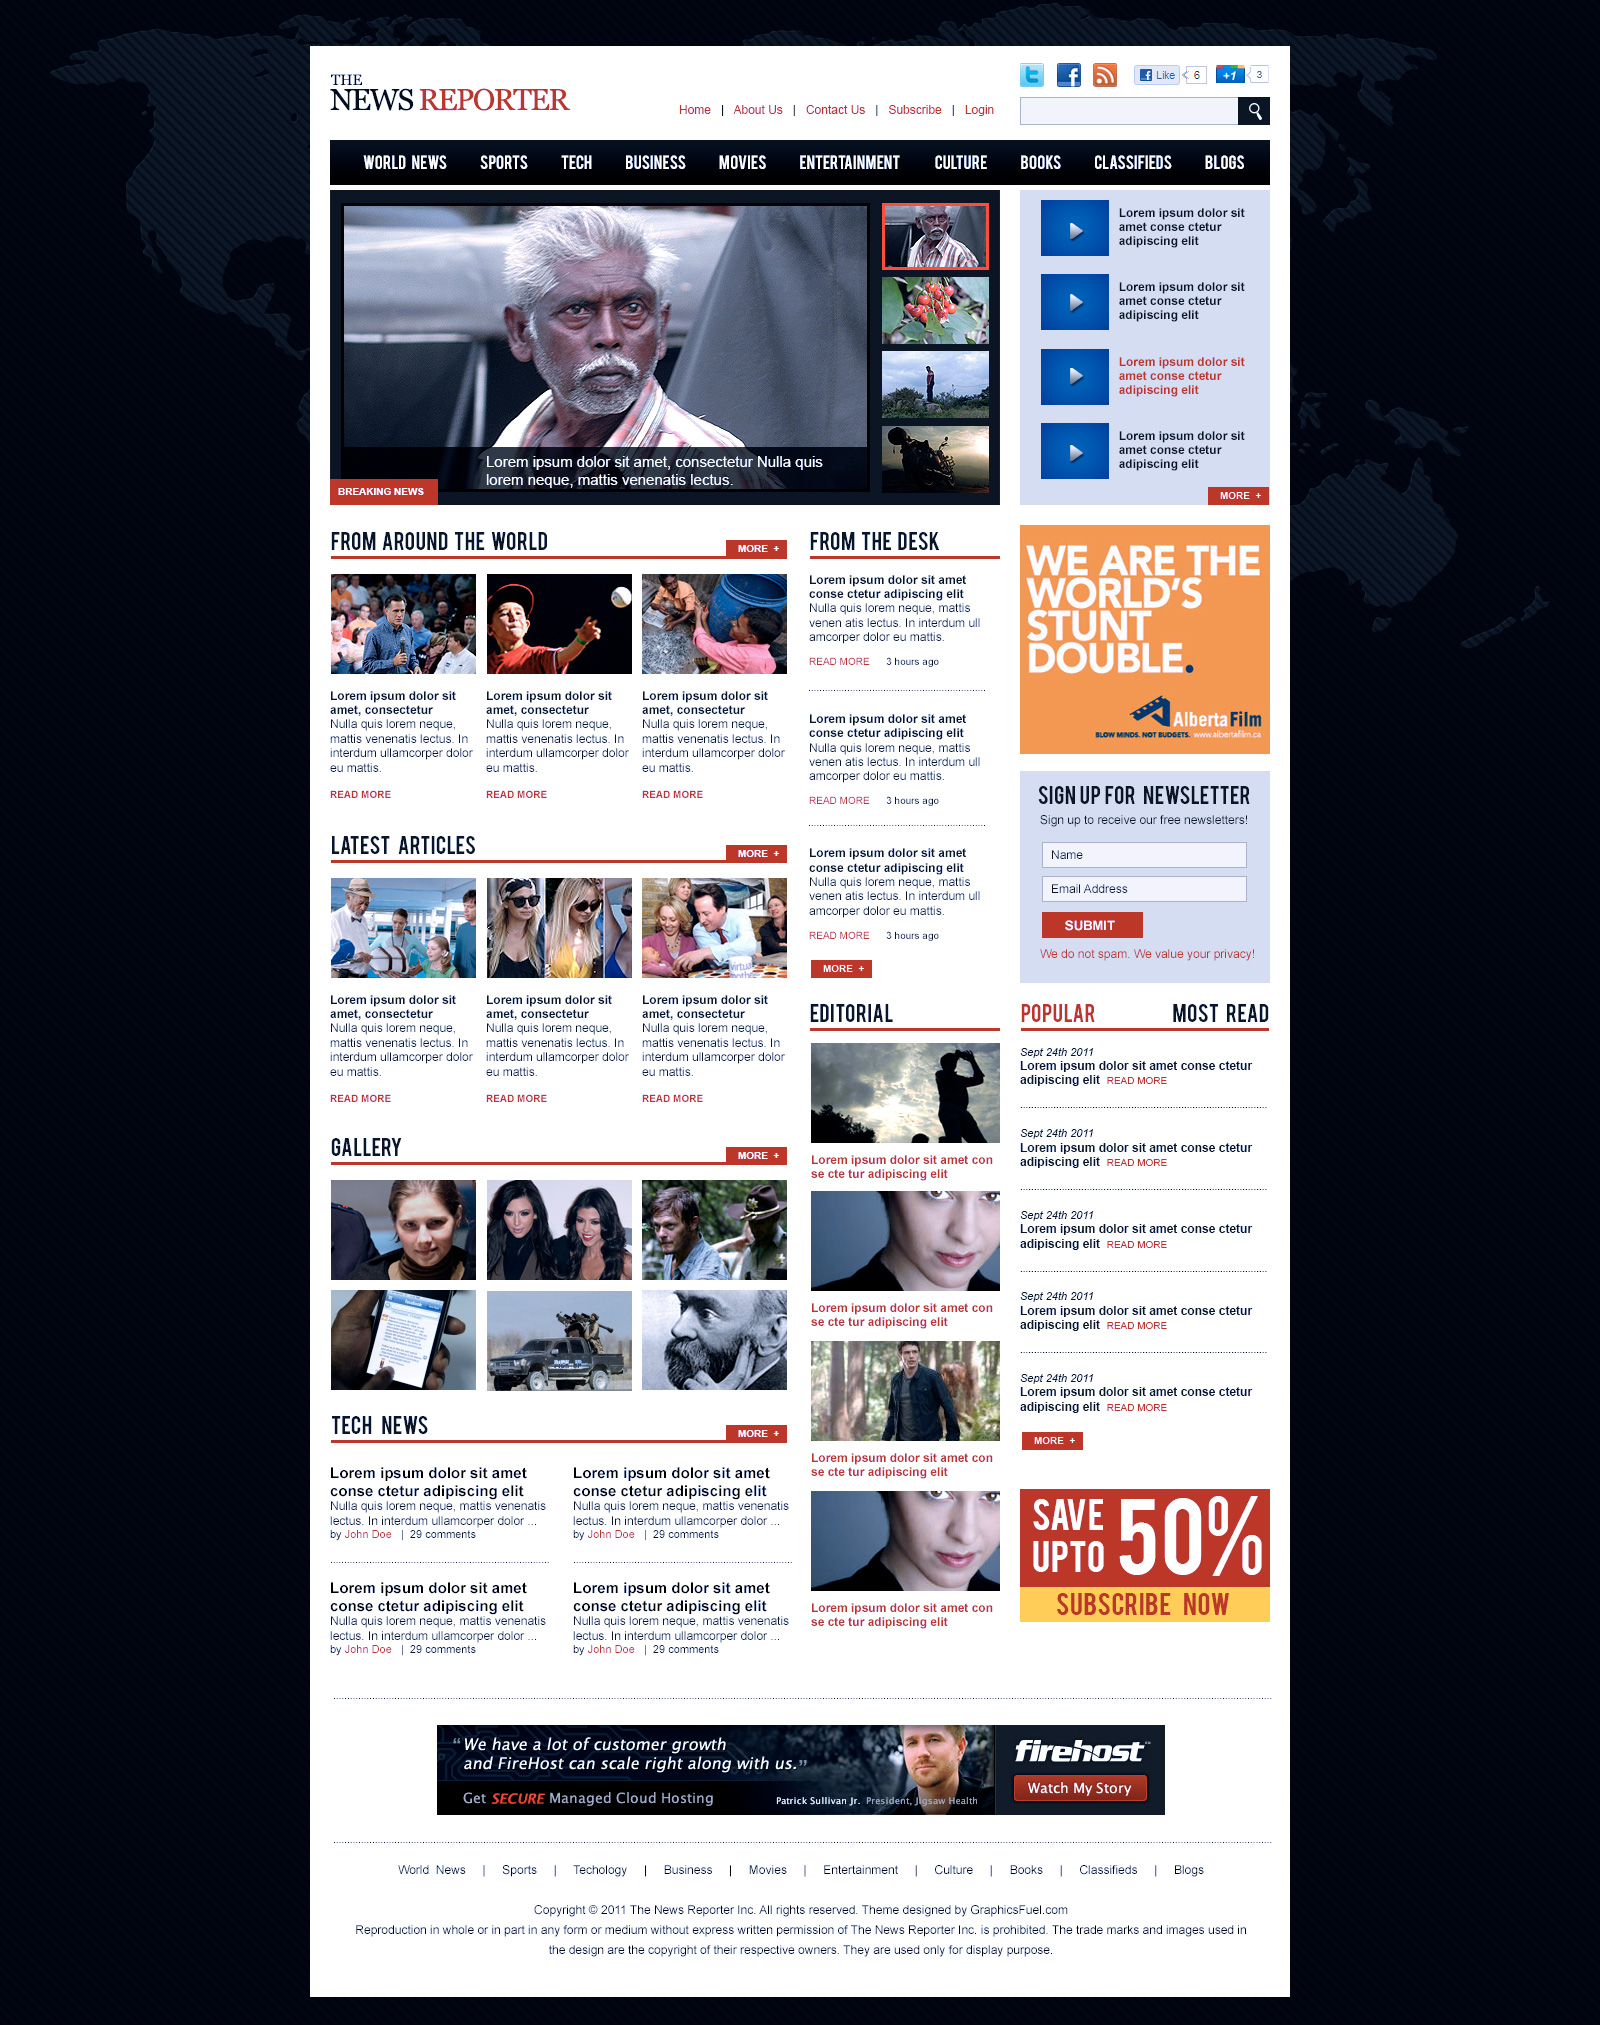 THE
NEWS REPORTER
Like 6 +1 3
Home | About Us | Contact Us | Subscribe | Login
WORLD NEWS SPORTS TECH BUSINESS MOVIES ENTERTAINMENT CULTURE BOOKS CLASSIFIEDS BLOGS
Lorem ipsum dolor sit amet, consectetur Nulla quis
lorem neque, mattis venenatis lectus.
BREAKING NEWS
Lorem ipsum dolor sit
amet conse ctetur
adipiscing elit
Lorem ipsum dolor sit
amet conse ctetur
adipiscing elit
Lorem ipsum dolor sit
amet conse ctetur
adipiscing elit
Lorem ipsum dolor sit
amet conse ctetur
adipiscing elit
MORE +
FROM AROUND THE WORLD
MORE +
Lorem ipsum dolor sit
amet, consectetur
Nulla quis lorem neque,
mattis venenatis lectus. In
interdum ullamcorper dolor
eu mattis.
READ MORE
Lorem ipsum dolor sit
amet, consectetur
Nulla quis lorem neque,
mattis venenatis lectus. In
interdum ullamcorper dolor
eu mattis.
READ MORE
Lorem ipsum dolor sit
amet, consectetur
Nulla quis lorem neque,
mattis venenatis lectus. In
interdum ullamcorper dolor
eu mattis.
READ MORE
LATEST ARTICLES
MORE +
virtual
Lorem ipsum dolor sit
amet, consectetur
Nulla quis lorem neque,
mattis venenatis lectus. In
interdum ullamcorper dolor
eu mattis.
READ MORE
Lorem ipsum dolor sit
amet, consectetur
Nulla quis lorem neque,
mattis venenatis lectus. In
interdum ullamcorper dolor
eu mattis.
READ MORE
Lorem ipsum dolor sit
amet, consectetur
Nulla quis lorem neque,
mattis venenatis lectus. In
interdum ullamcorper dolor
eu mattis.
READ MORE
GALLERY
MORE +
TECH NEWS
MORE +
Lorem ipsum dolor sit amet
conse ctetur adipiscing elit
Nulla quis lorem neque, mattis venenatis
lectus. In interdum ullamcorper dolor ...
by John Doe | 29 comments
Lorem ipsum dolor sit amet
conse ctetur adipiscing elit
Nulla quis lorem neque, mattis venenatis
lectus. In interdum ullamcorper dolor ...
by John Doe | 29 comments
Lorem ipsum dolor sit amet
conse ctetur adipiscing elit
Nulla quis lorem neque, mattis venenatis
lectus. In interdum ullamcorper dolor ...
by John Doe | 29 comments
Lorem ipsum dolor sit amet
conse ctetur adipiscing elit
Nulla quis lorem neque, mattis venenatis
lectus. In interdum ullamcorper dolor ...
by John Doe | 29 comments
FROM THE DESK
Lorem ipsum dolor sit amet
conse ctetur adipiscing elit
Nulla quis lorem neque, mattis
venen atis lectus. In interdum ull
amcorper dolor eu mattis.
READ MORE 3 hours ago
Lorem ipsum dolor sit amet
conse ctetur adipiscing elit
Nulla quis lorem neque, mattis
venen atis lectus. In interdum ull
amcorper dolor eu mattis.
READ MORE 3 hours ago
Lorem ipsum dolor sit amet
conse ctetur adipiscing elit
Nulla quis lorem neque, mattis
venen atis lectus. In interdum ull
amcorper dolor eu mattis.
READ MORE 3 hours ago
MORE +
EDITORIAL
Lorem ipsum dolor sit amet con
se cte tur adipiscing elit
Lorem ipsum dolor sit amet con
se cte tur adipiscing elit
Lorem ipsum dolor sit amet con
se cte tur adipiscing elit
Lorem ipsum dolor sit amet con
se cte tur adipiscing elit
WE ARE THE
WORLD'S
STUNT
DOUBLE.
Alberta Film
BLOW MINDS. NOT BUDGETS. www.albertafilm.ca
SIGN UP FOR NEWSLETTER
Sign up to receive our free newsletters!
Name
Email Address
SUBMIT
We do not spam. We value your privacy!
POPULAR MOST READ
Sept 24th 2011
Lorem ipsum dolor sit amet conse ctetur
adipiscing elit READ MORE
Sept 24th 2011
Lorem ipsum dolor sit amet conse ctetur
adipiscing elit READ MORE
Sept 24th 2011
Lorem ipsum dolor sit amet conse ctetur
adipiscing elit READ MORE
Sept 24th 2011
Lorem ipsum dolor sit amet conse ctetur
adipiscing elit READ MORE
Sept 24th 2011
Lorem ipsum dolor sit amet conse ctetur
adipiscing elit READ MORE
MORE +
SAVE
UPTO 50%
SUBSCRIBE NOW
“We have a lot of customer growth
and FireHost can scale right along with us.”
Get SECURE Managed Cloud Hosting
Patrick Sullivan Jr. President, Jigsaw Health
firehost
Watch My Story
World News | Sports | Techology | Business | Movies | Entertainment | Culture | Books | Classifieds | Blogs
Copyright © 2011 The News Reporter Inc. All rights reserved. Theme designed by GraphicsFuel.com
Reproduction in whole or in part in any form or medium without express written permission of The News Reporter Inc. is prohibited. The trade marks and images used in
the design are the copyright of their respective owners. They are used only for display purpose.